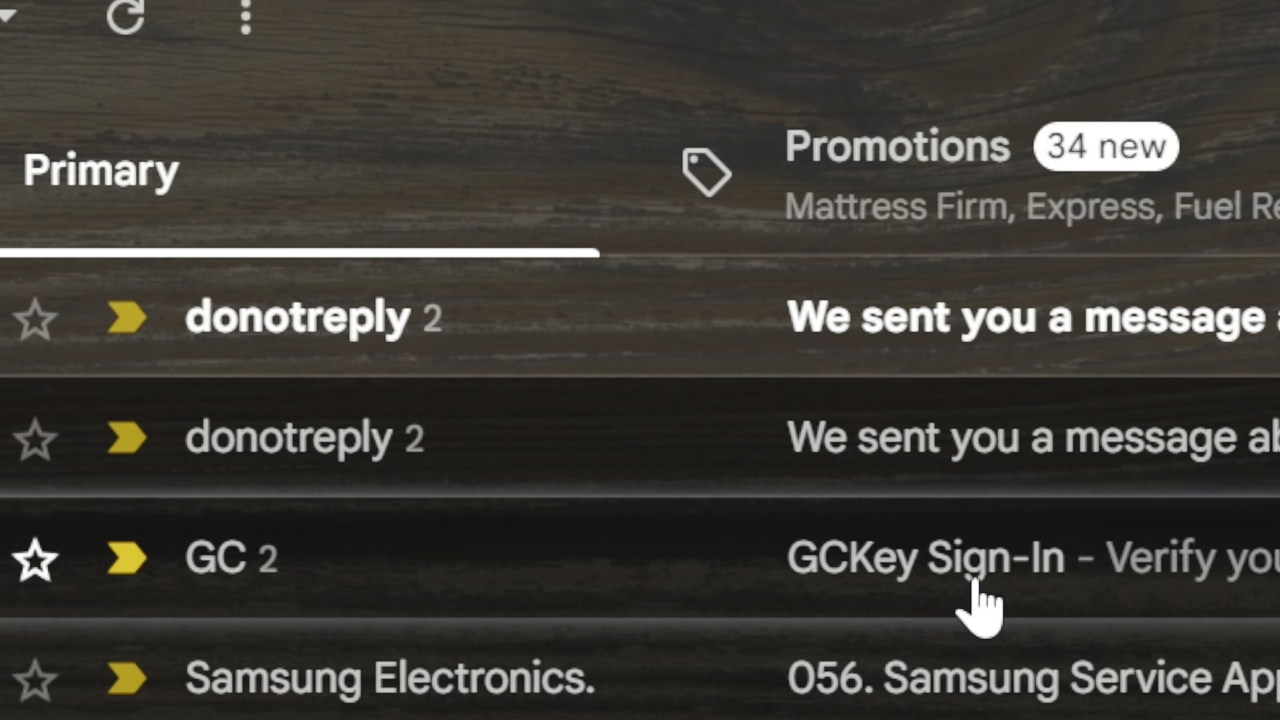 Primary
Promotions 34 new
Mattress Firm, Express, Fuel Re
donotreply 2 We sent you a message a
donotreply 2 We sent you a message ab
GC 2 GCKey Sign-In - Verify you
Samsung Electronics. 056. Samsung Service App